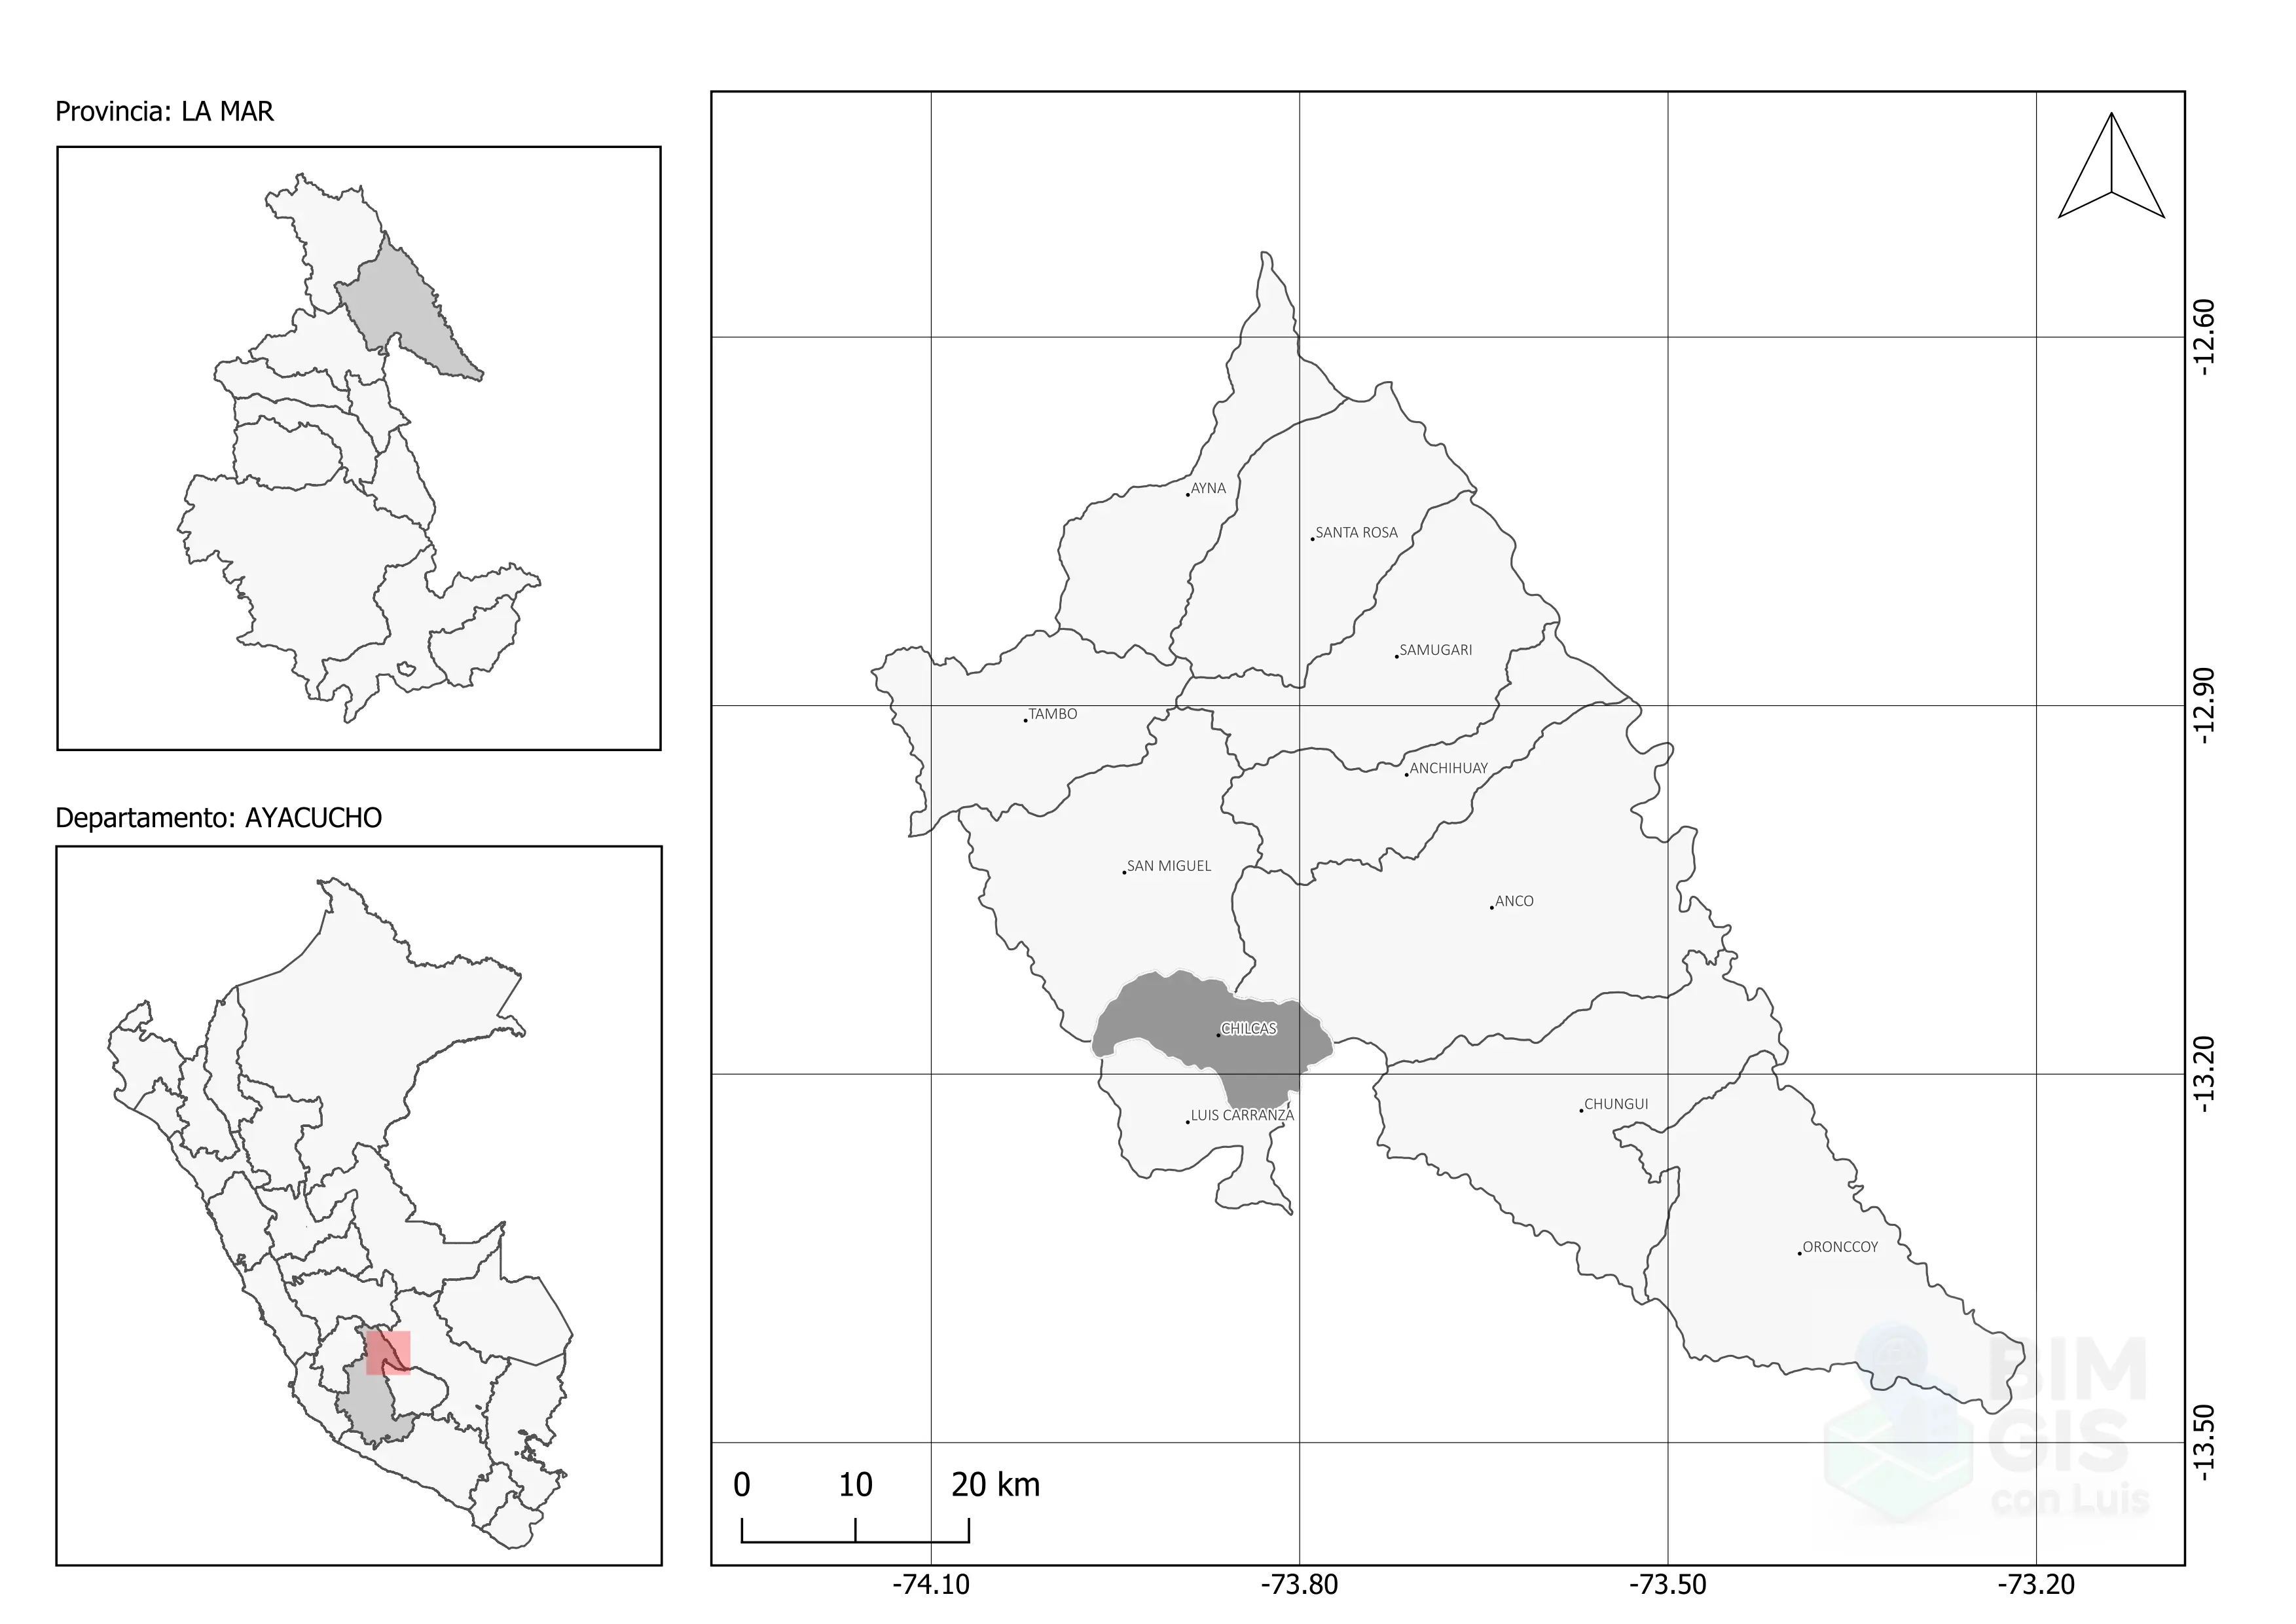 Provincia: LA MAR
Departamento: AYACUCHO
AYNA
SANTA ROSA
SAMUGARI
TAMBO
ANCHIHUAY
SAN MIGUEL
ANCO
CHILCAS
CHUNGUI
LUIS CARRANZA
ORONCCOY
-12.60
-12.90
-13.20
-13.50
BIM
GIS
con Luis
0 10 20 km
-74.10 -73.80 -73.50 -73.20